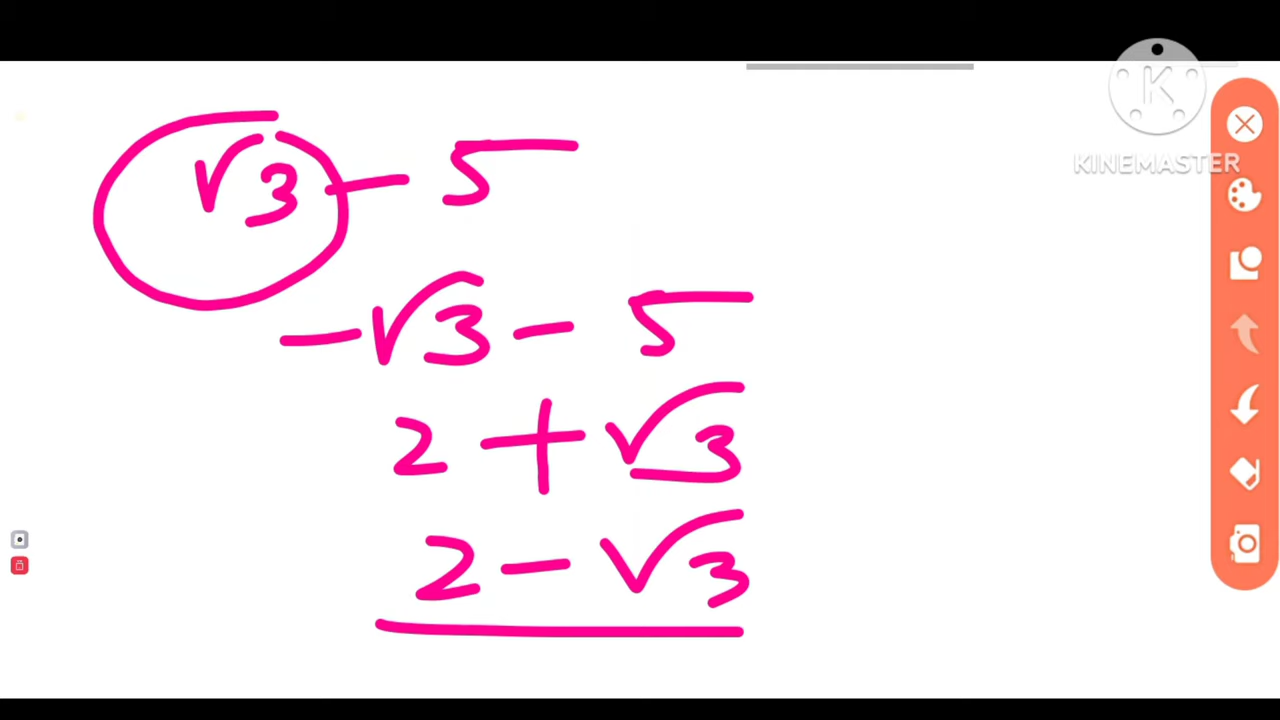 √3 - 5
-√3 - 5
2 + √3
2 - √3
KINEMASTER